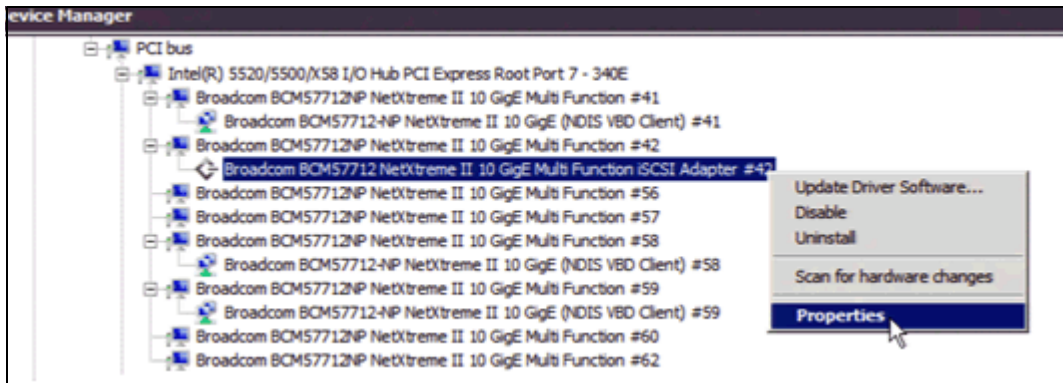 evice Manager
PCI bus
Intel(R) 5520/5500/X58 I/O Hub PCI Express Root Port 7 - 340E
Broadcom BCM57712NP NetXtreme II 10 GigE Multi Function #41
Broadcom BCM57712-NP NetXtreme II 10 GigE (NDIS VBD Client) #41
Broadcom BCM57712NP NetXtreme II 10 GigE Multi Function #42
Broadcom BCM57712 NetXtreme II 10 GigE Multi Function iSCSI Adapter #42
Broadcom BCM57712NP NetXtreme II 10 GigE Multi Function #56
Broadcom BCM57712NP NetXtreme II 10 GigE Multi Function #57
Broadcom BCM57712NP NetXtreme II 10 GigE Multi Function #58
Broadcom BCM57712-NP NetXtreme II 10 GigE (NDIS VBD Client) #58
Broadcom BCM57712NP NetXtreme II 10 GigE Multi Function #59
Broadcom BCM57712-NP NetXtreme II 10 GigE (NDIS VBD Client) #59
Broadcom BCM57712NP NetXtreme II 10 GigE Multi Function #60
Broadcom BCM57712NP NetXtreme II 10 GigE Multi Function #62
Update Driver Software...
Disable
Uninstall
Scan for hardware changes
Properties